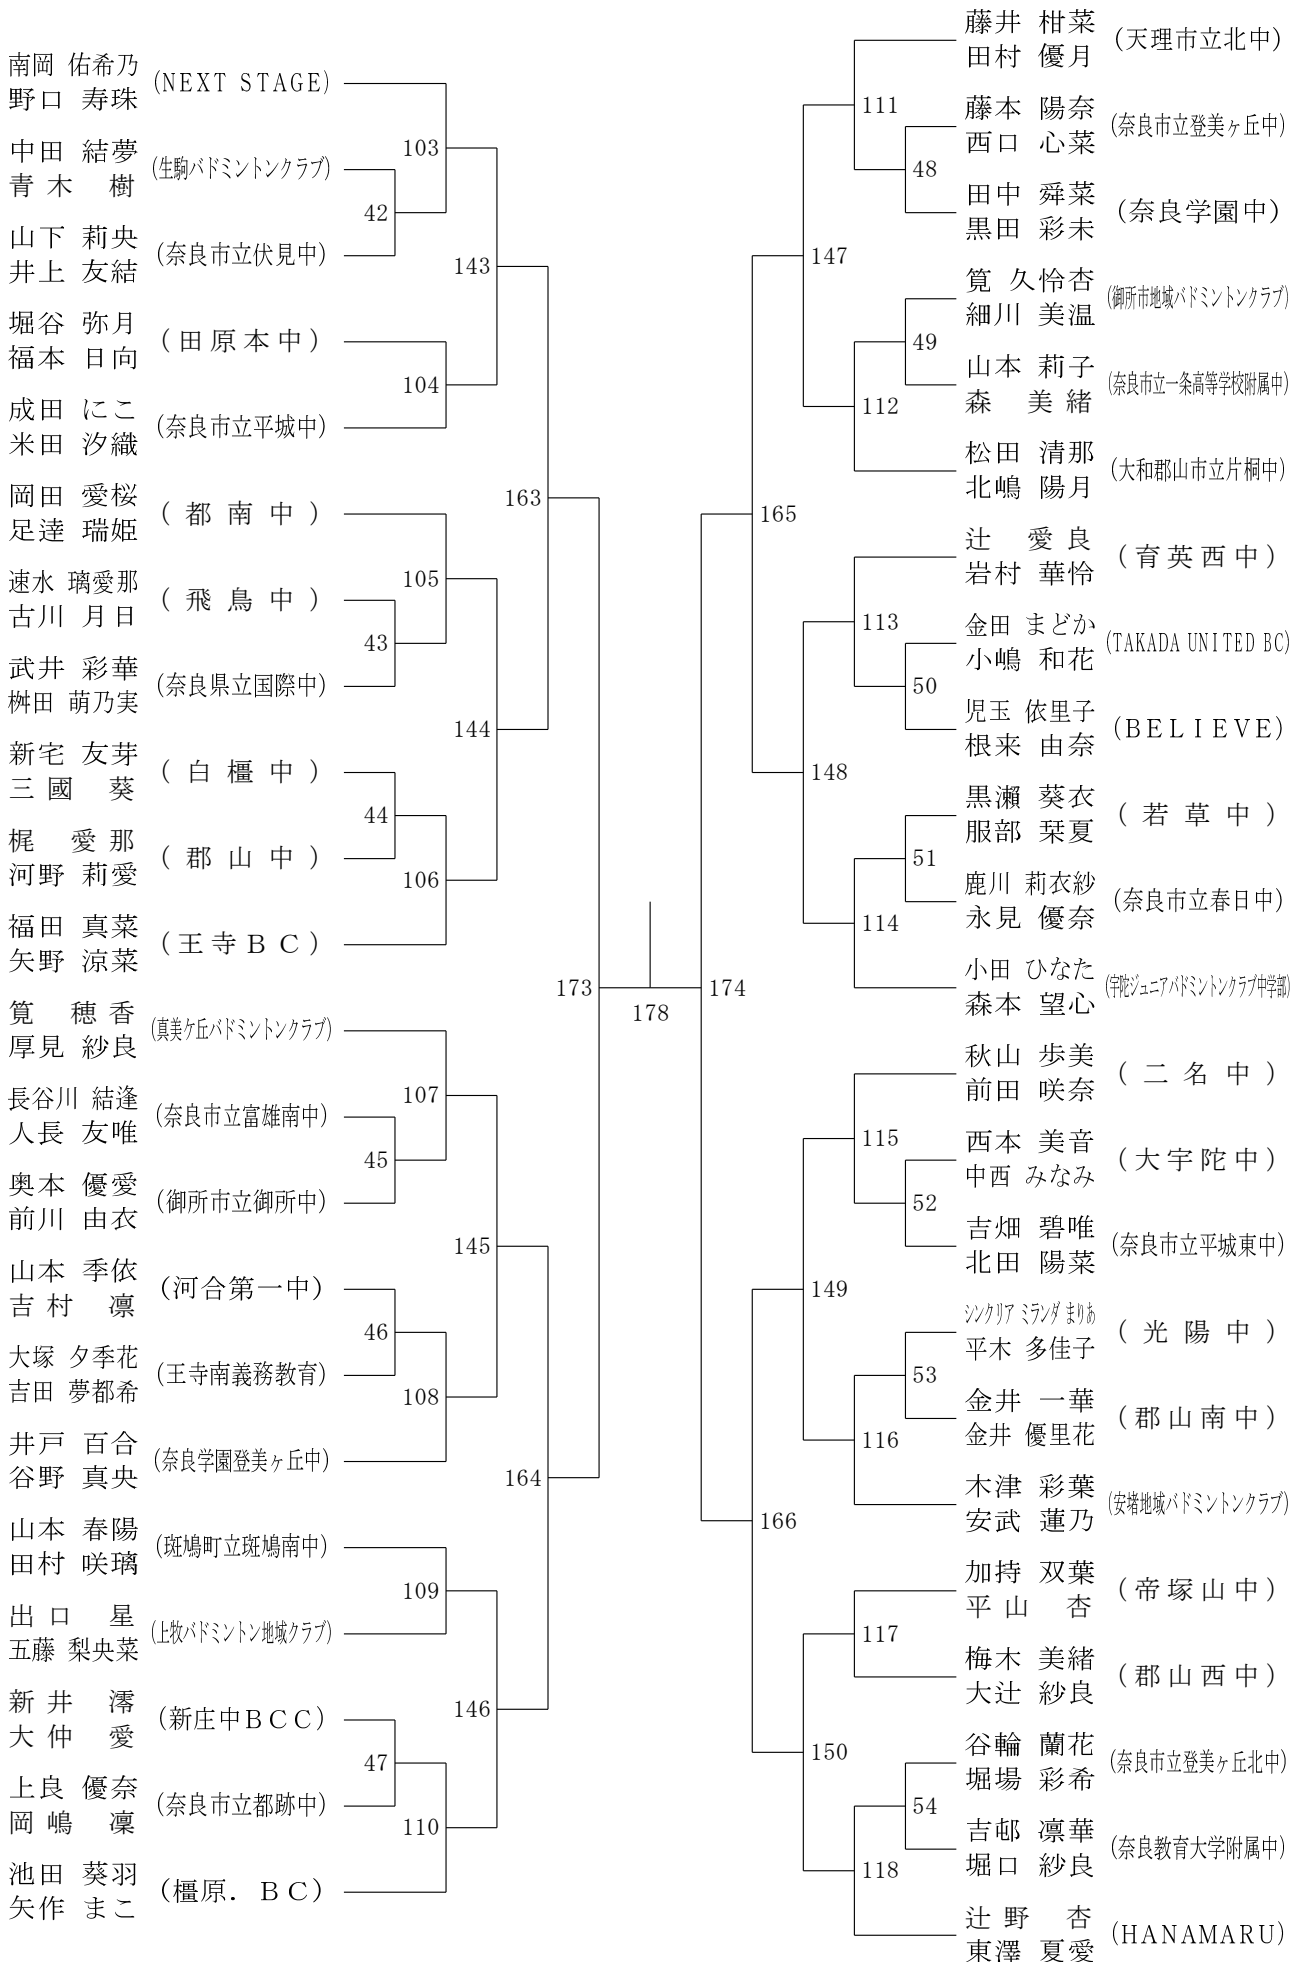 南岡 佑希乃
野口 寿珠
(NEXT STAGE)
中田 結夢
青木 樹
(生駒バドミントンクラブ)
山下 莉央
井上 友結
(奈良市立伏見中)
堀谷 弥月
福本 日向
(田原本中)
成田 にこ
米田 汐織
(奈良市立平城中)
岡田 愛桜
足達 瑞姫
(都南中)
速水 璃愛那
古川 月日
(飛鳥中)
武井 彩華
桝田 萌乃実
(奈良県立国際中)
新宅 友芽
三國 葵
(白橿中)
梶 愛那
河野 莉愛
(郡山中)
福田 真菜
矢野 涼菜
(王寺ＢＣ)
筧 穂香
厚見 紗良
(真美ケ丘バドミントンクラブ)
長谷川 結逢
人長 友唯
(奈良市立富雄南中)
奥本 優愛
前川 由衣
(御所市立御所中)
山本 季依
吉村 凛
(河合第一中)
大塚 夕季花
吉田 夢都希
(王寺南義務教育)
井戸 百合
谷野 真央
(奈良学園登美ヶ丘中)
山本 春陽
田村 咲璃
(斑鳩町立斑鳩南中)
出口 星
五藤 梨央菜
(上牧バドミントン地域クラブ)
新井 澪
大仲 愛
(新庄中ＢＣＣ)
上良 優奈
岡嶋 凜
(奈良市立都跡中)
池田 葵羽
矢作 まこ
(橿原．ＢＣ)
42
43
44
45
46
47
103
104
105
106
107
108
109
110
143
144
145
146
163
164
173
178
174
165
166
147
148
149
150
111
112
113
114
115
116
117
118
48
49
50
51
52
53
54
藤井 柑菜
田村 優月
(天理市立北中)
藤本 陽奈
西口 心菜
(奈良市立登美ヶ丘中)
田中 舜菜
黒田 彩未
(奈良学園中)
筧 久怜杏
細川 美温
(御所市地域バドミントンクラブ)
山本 莉子
森 美緒
(奈良市立一条高等学校附属中)
松田 清那
北嶋 陽月
(大和郡山市立片桐中)
辻 愛良
岩村 華怜
(育英西中)
金田 まどか
小嶋 和花
(TAKADA UNITED BC)
児玉 依里子
根来 由奈
(BELIEVE)
黒瀬 葵衣
服部 栞夏
(若草中)
鹿川 莉衣紗
永見 優奈
(奈良市立春日中)
小田 ひなた
森本 望心
(宇陀ジュニアバドミントンクラブ中学部)
秋山 歩美
前田 咲奈
(二名中)
西本 美音
中西 みなみ
(大宇陀中)
吉畑 碧唯
北田 陽菜
(奈良市立平城東中)
シンクリア ミランダ まりあ
平木 多佳子
(光陽中)
金井 一華
金井 優里花
(郡山南中)
木津 彩葉
安武 蓮乃
(安堵地域バドミントンクラブ)
加持 双葉
平山 杏
(帝塚山中)
梅木 美緒
大辻 紗良
(郡山西中)
谷輪 蘭花
堀場 彩希
(奈良市立登美ヶ丘北中)
吉邨 凛華
堀口 紗良
(奈良教育大学附属中)
辻野 杏
東澤 夏愛
(HANAMARU)